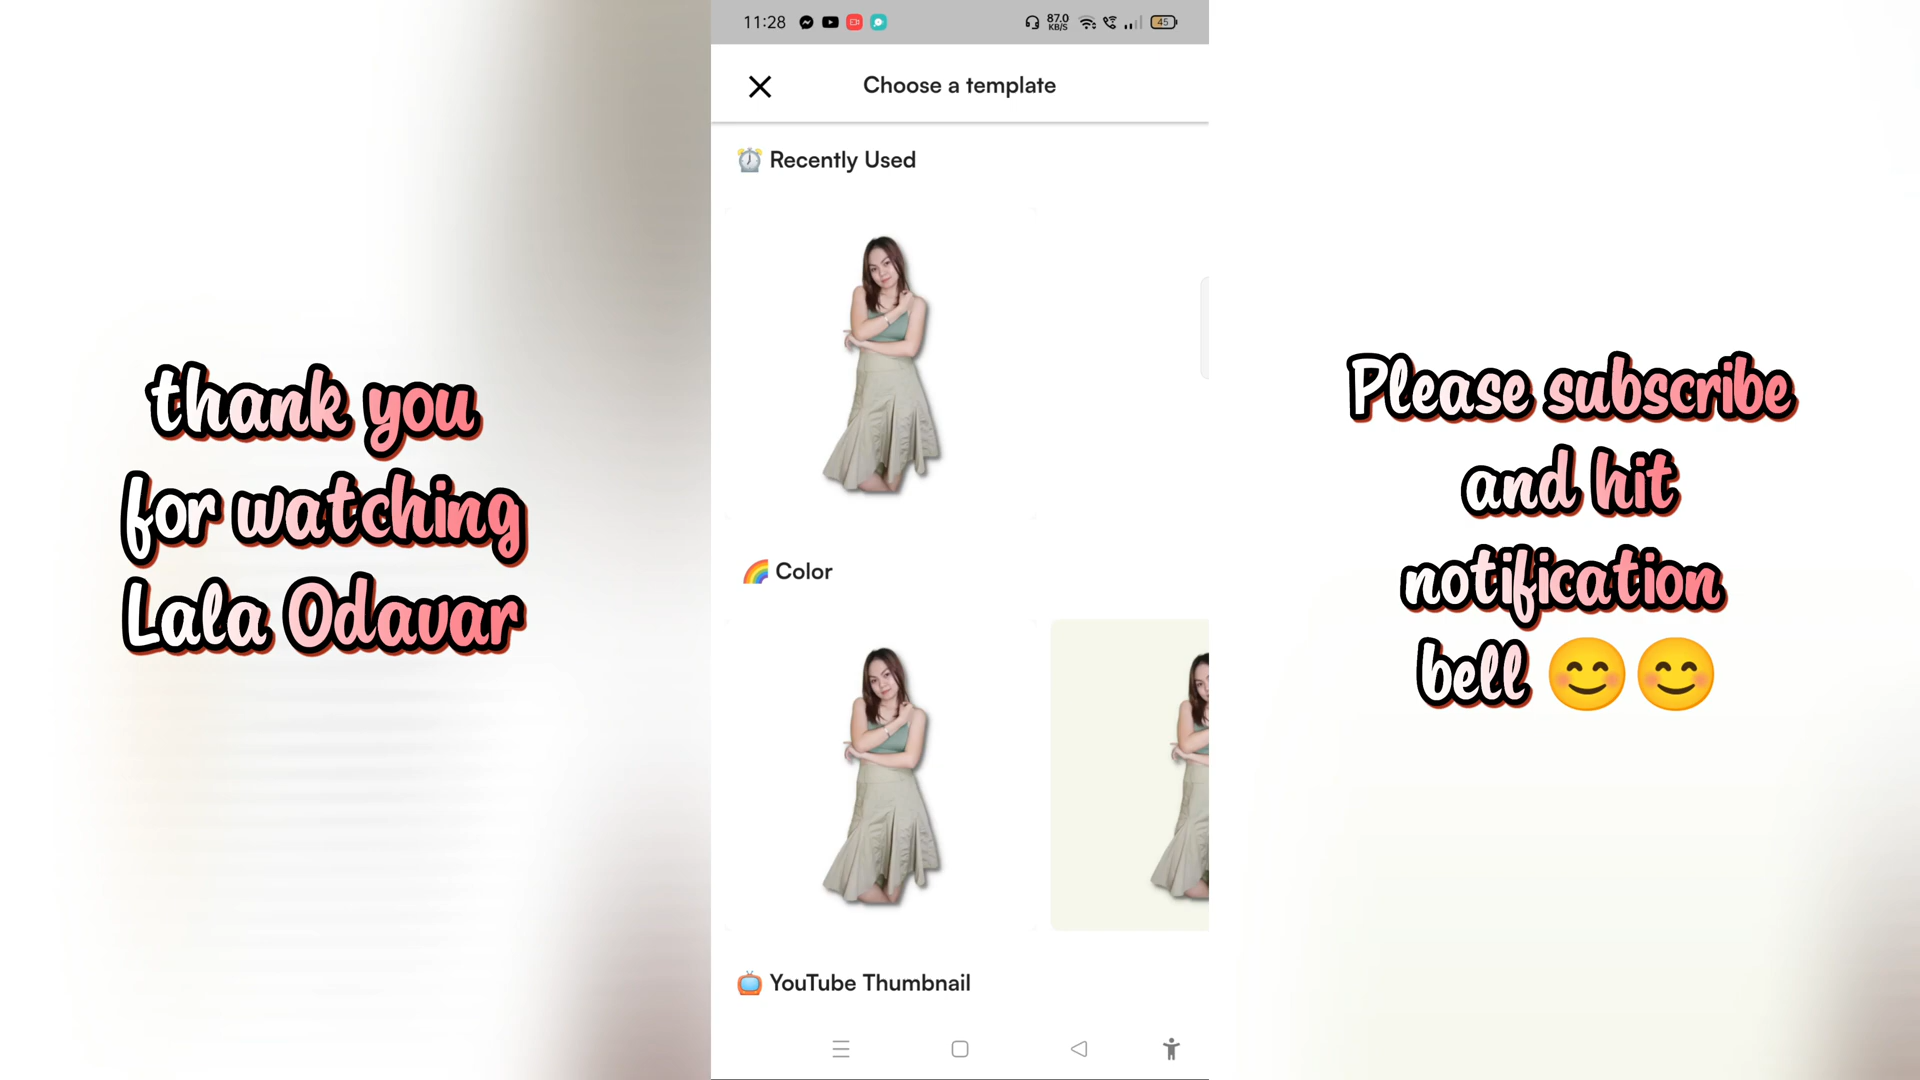 11:28
87.0
KB/S
45
Choose a template
Recently Used
Color
YouTube Thumbnail
thank you
for watching
Lala Odavar
Please subscribe
and hit
notification
bell 😊😊